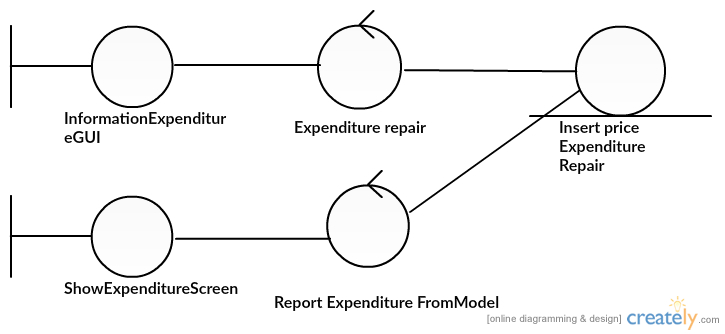 InformationExpenditur
eGUI
Expenditure repair
Insert price
Expenditure
Repair
ShowExpenditureScreen
Report Expenditure FromModel
[online diagramming & design] creately.com